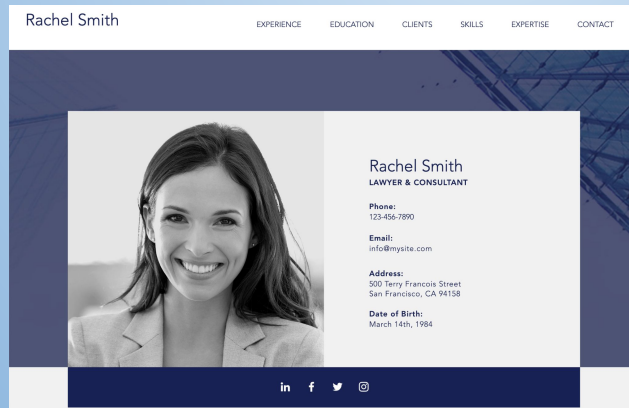 Rachel Smith
EXPERIENCE EDUCATION CLIENTS SKILLS EXPERTISE CONTACT
Rachel Smith
LAWYER & CONSULTANT
Phone:
123-456-7890
Email:
info@mysite.com
Address:
500 Terry Francois Street
San Francisco, CA 94158
Date of Birth:
March 14th, 1984